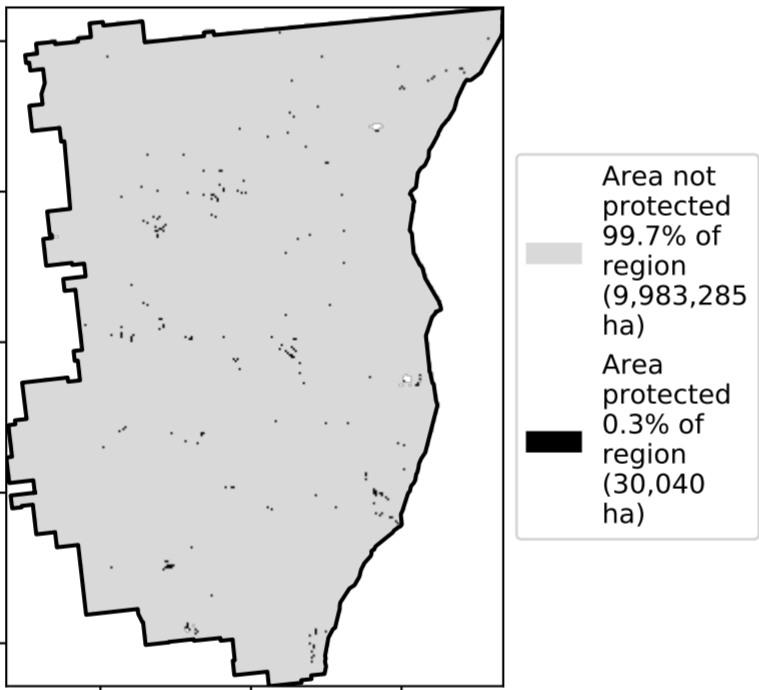 Area not
protected
99.7% of
region
(9,983,285
ha)
Area
protected
0.3% of
region
(30,040
ha)